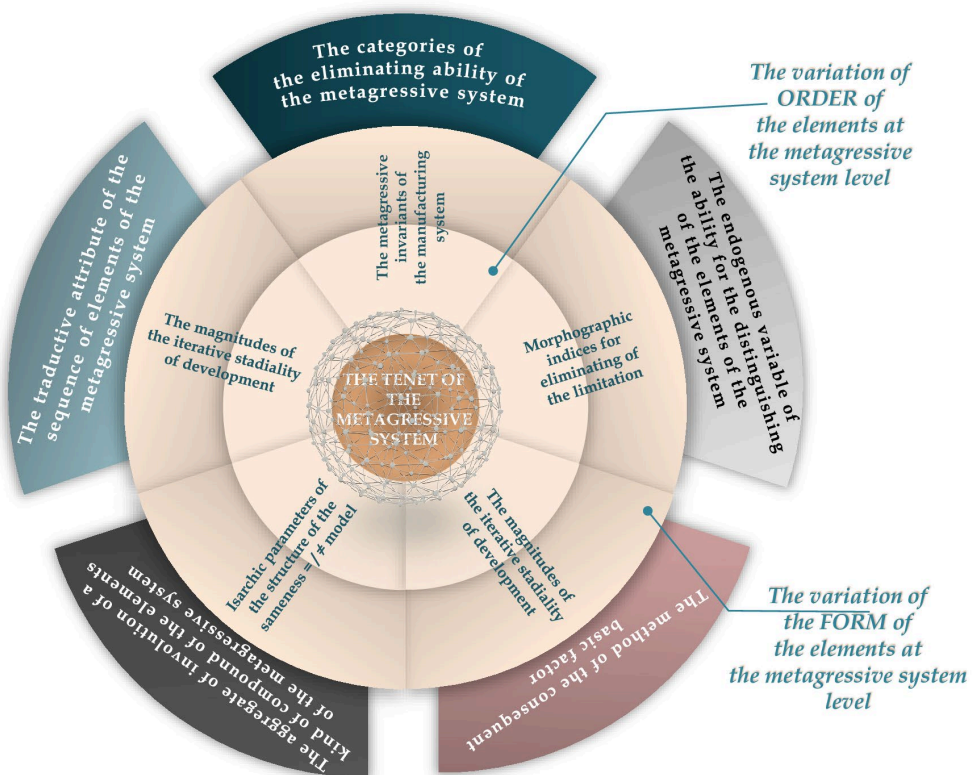 The categories of
the eliminating ability of
the metagressive system
The variation of
ORDER of
the elements at
the metagressive
system level
The endogenous variable of
the ability for the distinguishing
of the elements of the
metagressive system
The traductive attribute of the
sequence of elements of the
metagressive system
The metagressive
invariants of
the manufacturing
system
The magnitudes of
the iterative stadiality
of development
Morphographic
indices for
eliminating of
the limitation
THE TENET OF
THE
METAGRESSIVE
SYSTEM
Isarchic parameters of
the structure of the
sameness = / ≠ model
The magnitudes of
the iterative stadiality
of development
The aggregate of involution of a
kind of compound of the elements
of the metagressive system
The method of the consequent
basic factor
The variation of
the FORM of
the elements at
the metagressive system
level